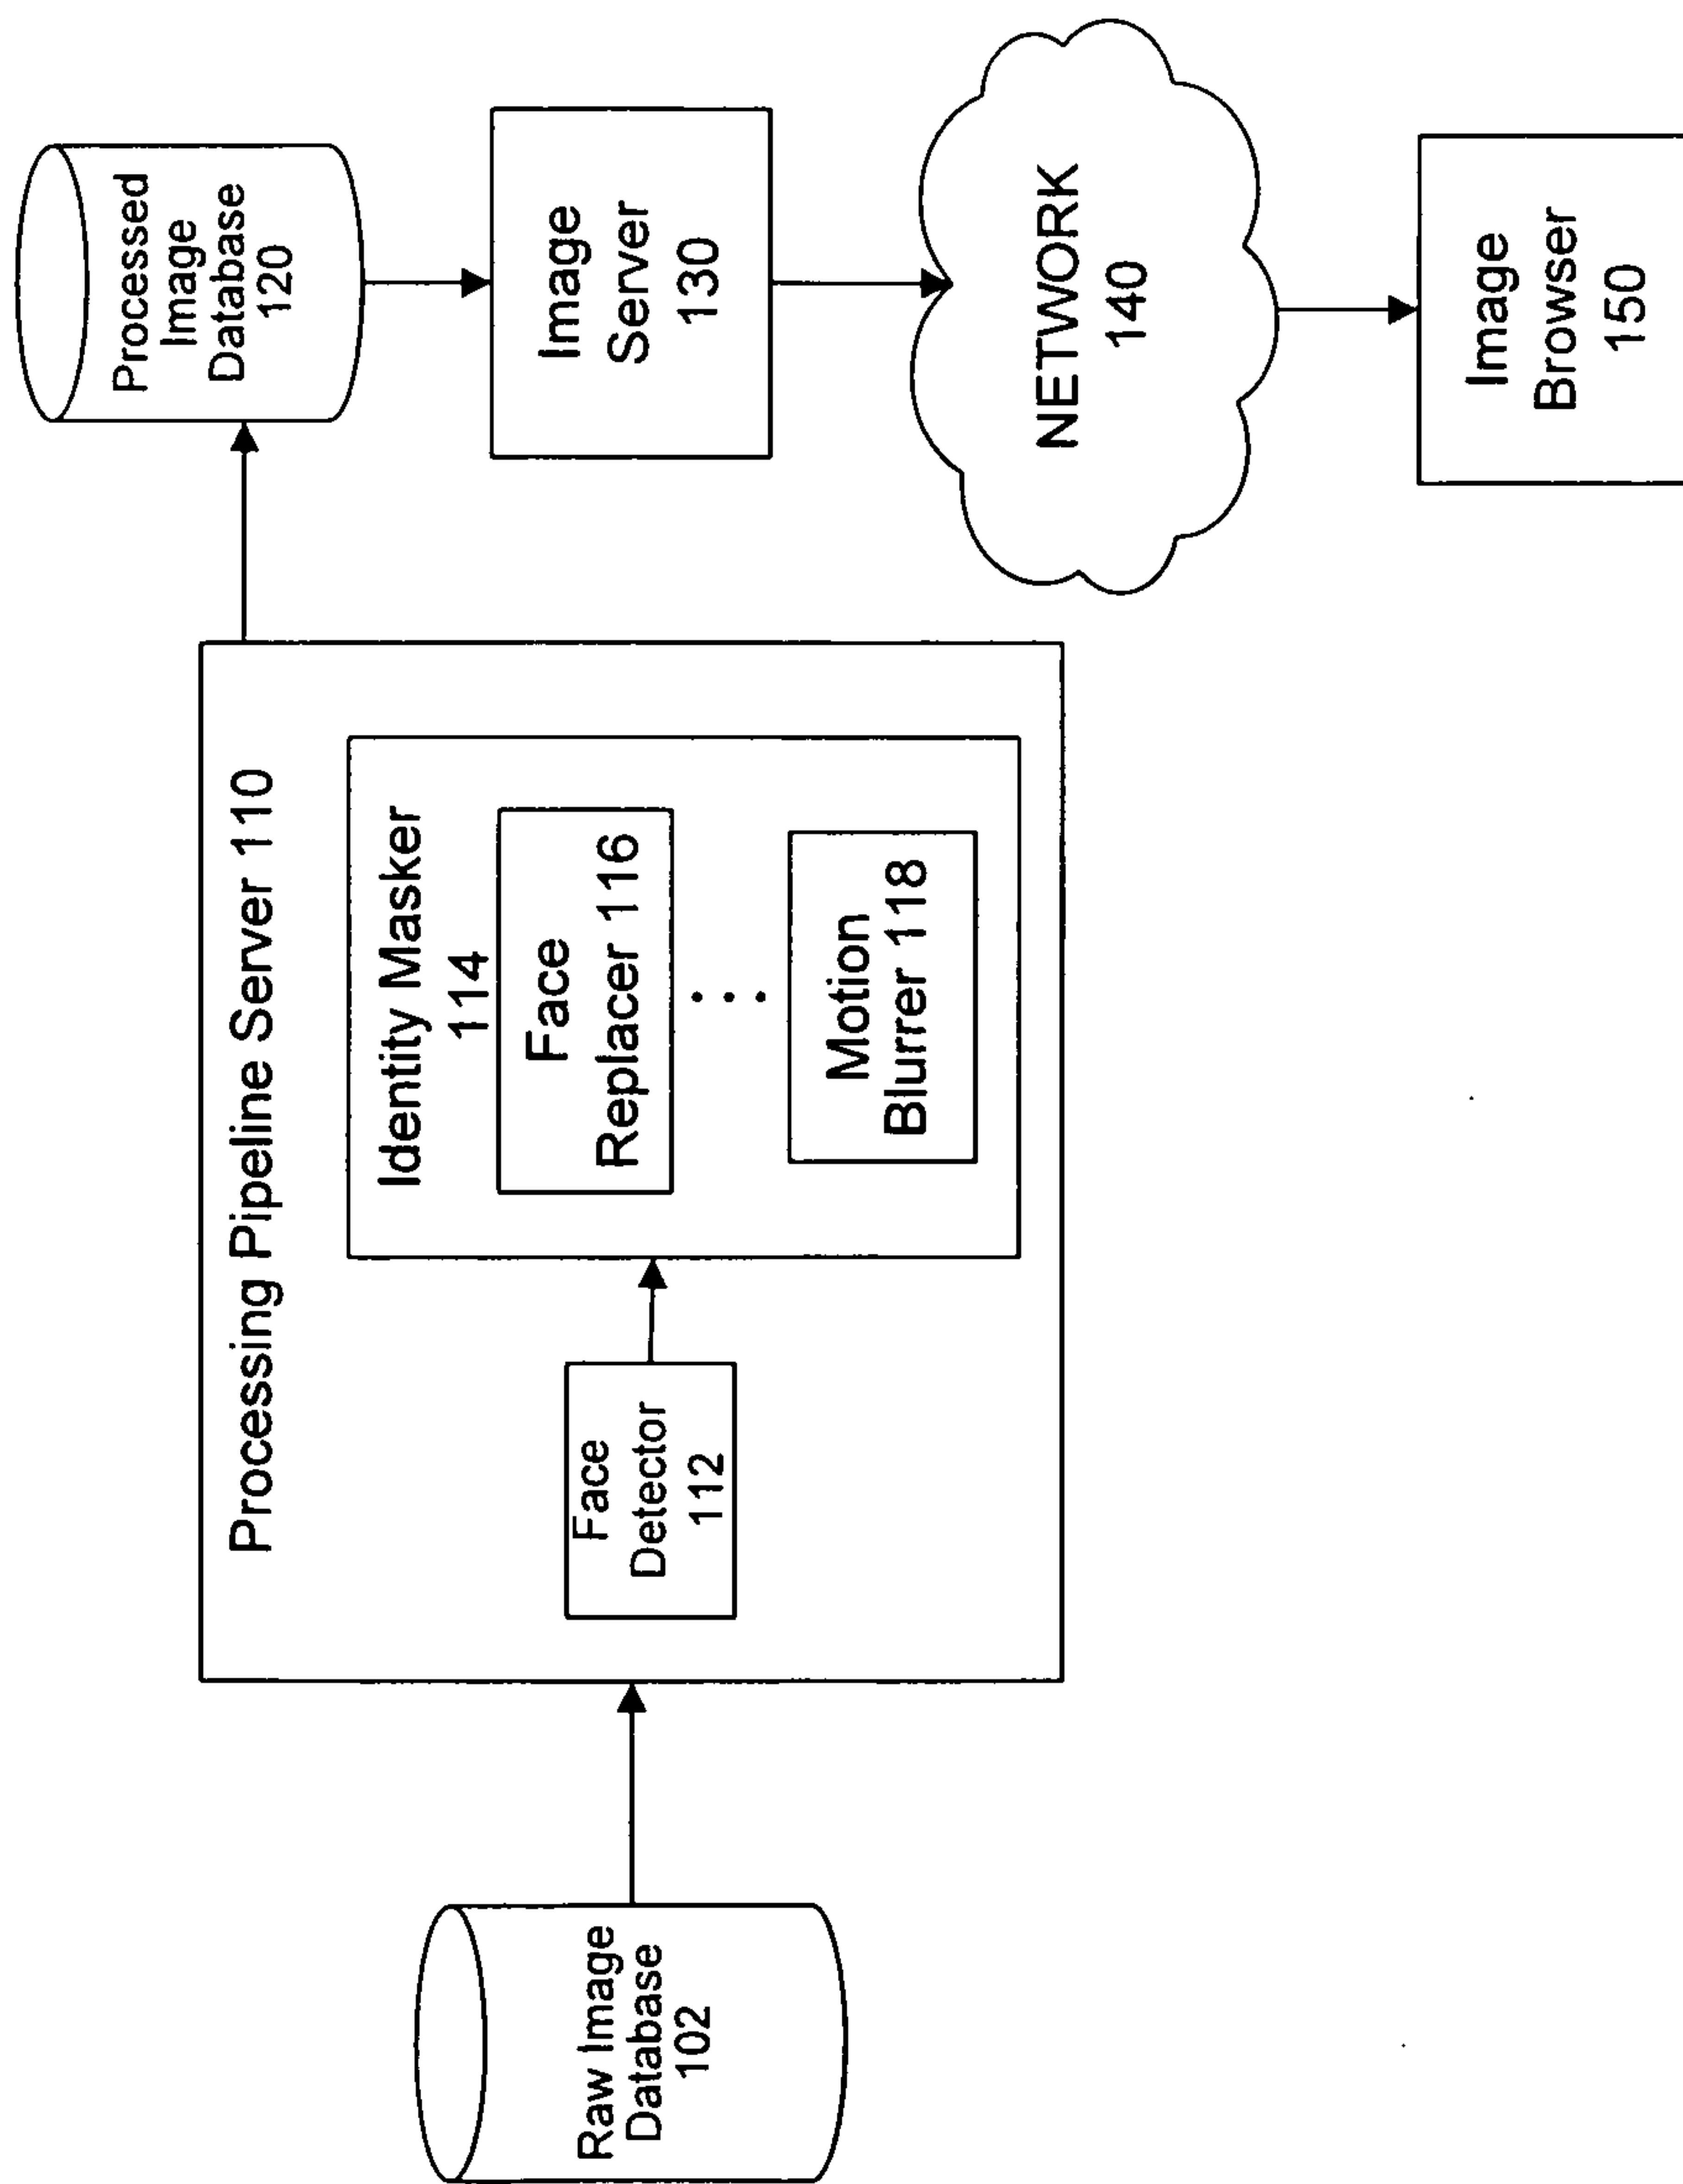 Raw Image
Database
102
Processing Pipeline Server 110
Face
Detector
112
Identity Masker
114
Face
Replacer 116
Motion
Blurrer 118
Processed
Image
Database
120
Image
Server
130
NETWORK
140
Image
Browser
150